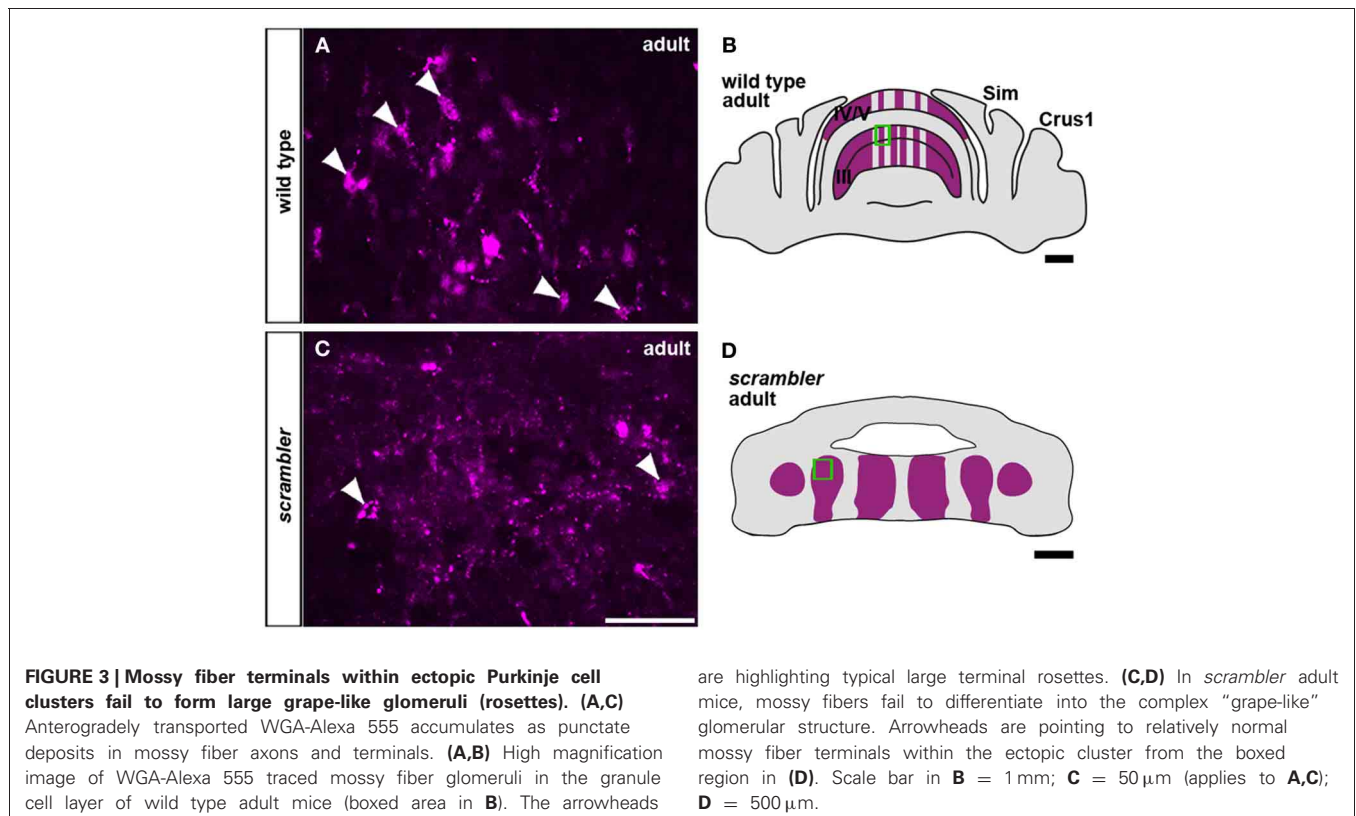 A
adult
wild type
B
wild type
adult
Sim
Crus1
IV/V
III
C
adult
scrambler
D
scrambler
adult
FIGURE 3 | Mossy fiber terminals within ectopic Purkinje cell
clusters fail to form large grape-like glomeruli (rosettes). (A,C)
Anterogradely transported WGA-Alexa 555 accumulates as punctate
deposits in mossy fiber axons and terminals. (A,B) High magnification
image of WGA-Alexa 555 traced mossy fiber glomeruli in the granule
cell layer of wild type adult mice (boxed area in B). The arrowheads
are highlighting typical large terminal rosettes. (C,D) In scrambler adult
mice, mossy fibers fail to differentiate into the complex “grape-like”
glomerular structure. Arrowheads are pointing to relatively normal
mossy fiber terminals within the ectopic cluster from the boxed
region in (D). Scale bar in B = 1 mm; C = 50 μm (applies to A,C);
D = 500 μm.